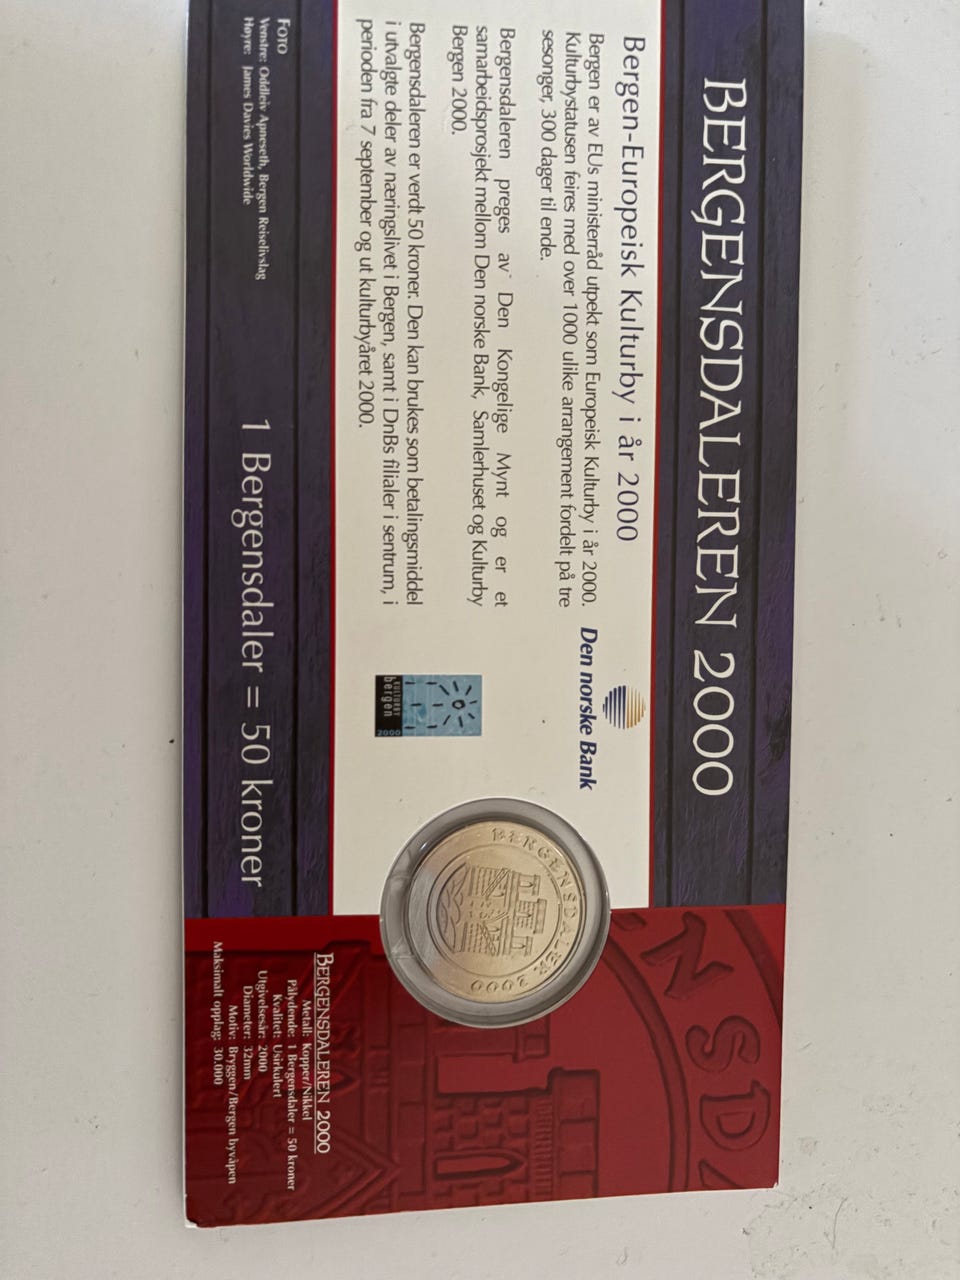 BERGENSDALEREN 2000
Bergen-Europeisk Kulturby i år 2000
Bergen er av EUs ministerråd utpekt som Europeisk Kulturby i år 2000.
Kulturbystatusen feires med over 1000 ulike arrangement fordelt på tre
sesonger, 300 dager til ende.
Bergensdaleren preges av Den Kongelige Mynt og er et
samarbeidsprosjekt mellom Den norske Bank, Samlerhuset og Kulturby
Bergen 2000.
Bergensdaleren er verdt 50 kroner. Den kan brukes som betalingsmiddel
i utvalgte deler av næringslivet i Bergen, samt i DnBs filialer i sentrum, i
perioden fra 7 september og ut kulturbyåret 2000.
Den norske Bank
KULTURBY
bergen
2000
BERGENSDALER 2000
FOTO
Venstre: Oddleiv Apneseth, Bergen Reiselivslag
Høyre: James Davies Worldwide
1 Bergensdaler = 50 kroner
BERGENSDALEREN 2000
Metall: Kopper/Nikkel
Pålydende: 1 Bergensdaler = 50 kroner
Kvalitet: Usirkulert
Utgivelsesår: 2000
Diameter: 32mm
Motiv: Bryggen/Bergen byvåpen
Maksimalt opplag: 30.000
ENSDA